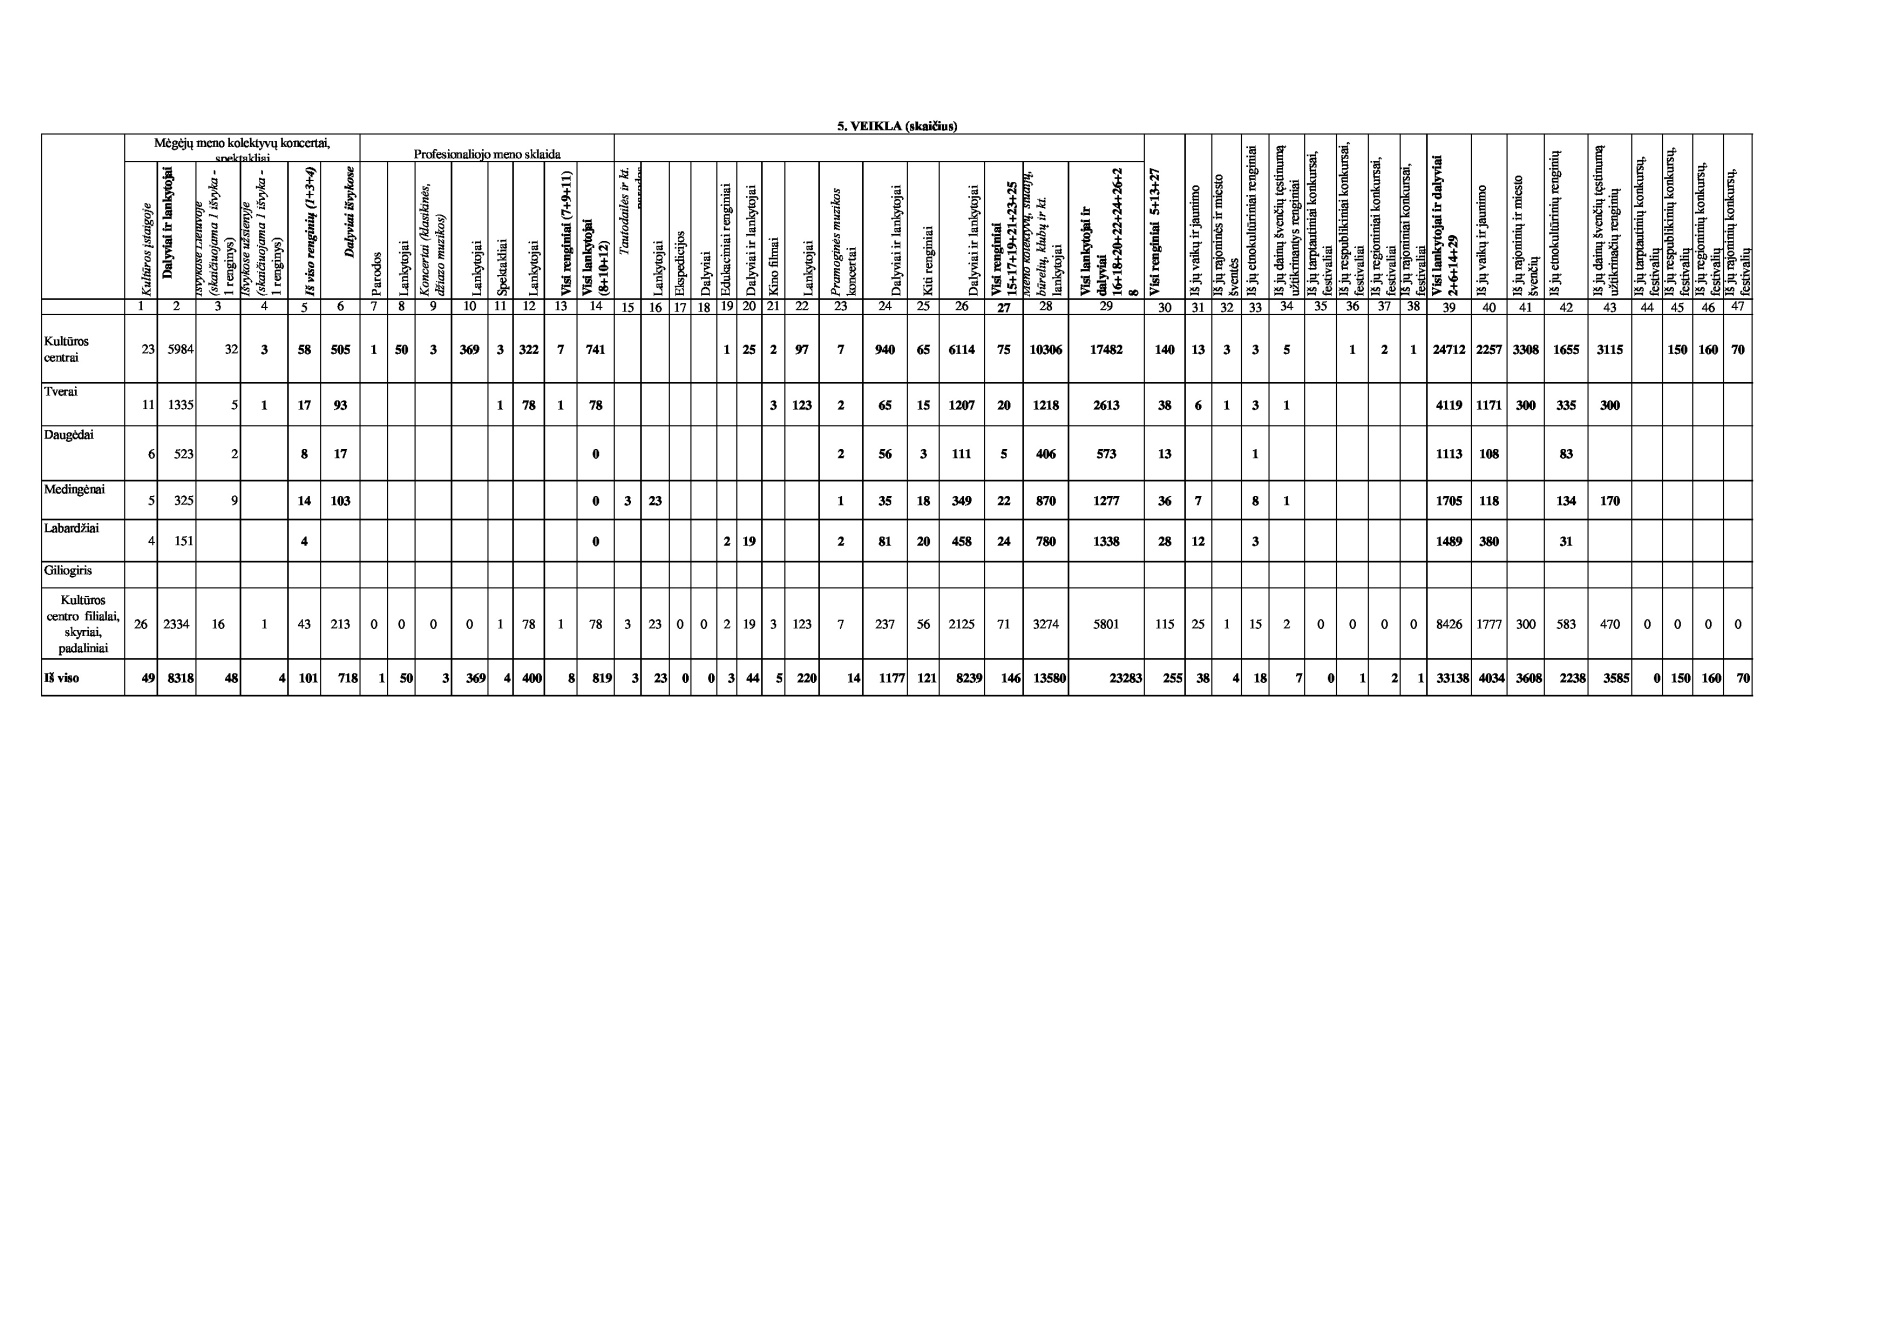 5. VEIKLA (skaičius)
Mėgėjų meno kolektyvų koncertai, spektakliai
Profesionaliojo meno sklaida
Kultūros įstaigoje
Dalyviai ir lankytojai
Išvykose Lietuvoje (skaičiuojama 1 išvyka - 1 renginys)
Išvykose užsienyje (skaičiuojama 1 išvyka - 1 renginys)
Iš viso renginių (1+3+4)
Dalyviai išvykose
Parodos
Lankytojai
Koncertai (klasikinės, džiazo muzikos)
Lankytojai
Spektakliai
Lankytojai
Visi renginiai (7+9+11)
Visi lankytojai (8+10+12)
Tautodailės ir kt. parodos
Lankytojai
Ekspedicijos
Dalyviai
Edukaciniai renginiai
Dalyviai ir lankytojai
Kino filmai
Lankytojai
Pramoginės muzikos koncertai
Dalyviai ir lankytojai
Kiti renginiai
Dalyviai ir lankytojai
Visi renginiai 15+17+19+21+23+25
Meno kolektyvų, studijų, būrelių, klubų ir kt. lankytojai
Visi lankytojai ir dalyviai 16+18+20+22+24+26+28
Visi renginiai 5+13+27
Iš jų vaikų ir jaunimo
Iš jų rajoninės ir miesto šventės
Iš jų etnokultūriniai renginiai
Iš jų dainų švenčių tęstinumą užtikrinantys renginiai
Iš jų tarptautiniai konkursai, festivaliai
Iš jų respublikiniai konkursai, festivaliai
Iš jų regioniniai konkursai, festivaliai
Iš jų rajoniniai konkursai, festivaliai
Visi lankytojai ir dalyviai 2+6+14+29
Iš jų vaikų ir jaunimo
Iš jų rajoninių ir miesto švenčių
Iš jų etnokultūrinių renginių
Iš jų dainų švenčių tęstinumą užtikrinačių renginių
Iš jų tarptautinių konkursų, festivalių
Iš jų respublikinių konkursų, festivalių
Iš jų regioninių konkursų, festivalių
Iš jų rajoninių konkursų, festivalių
1 2 3 4 5 6 7 8 9 10 11 12 13 14 15 16 17 18 19 20 21 22 23 24 25 26 27 28 29 30 31 32 33 34 35 36 37 38 39 40 41 42 43 44 45 46 47
Kultūros centrai 23 5984 32 3 58 505 1 50 3 369 3 322 7 741 1 25 2 97 7 940 65 6114 75 10306 17482 140 13 3 3 5 1 2 1 24712 2257 3308 1655 3115 150 160 70
Tverai 11 1335 5 1 17 93 1 78 1 78 3 123 2 65 15 1207 20 1218 2613 38 6 1 3 1 4119 1171 300 335 300
Daugėdai 6 523 2 8 17 0 2 56 3 111 5 406 573 13 1 1113 108 83
Medingėnai 5 325 9 14 103 0 3 23 1 35 18 349 22 870 1277 36 7 8 1 1705 118 134 170
Labardžiai 4 151 4 0 2 19 2 81 20 458 24 780 1338 28 12 3 1489 380 31
Giliogiris
Kultūros centro filialai, skyriai, padaliniai 26 2334 16 1 43 213 0 0 0 0 1 78 1 78 3 23 0 0 2 19 3 123 7 237 56 2125 71 3274 5801 115 25 1 15 2 0 0 0 0 8426 1777 300 583 470 0 0 0 0
Iš viso 49 8318 48 4 101 718 1 50 3 369 4 400 8 819 3 23 0 0 3 44 5 220 14 1177 121 8239 146 13580 23283 255 38 4 18 7 0 1 2 1 33138 4034 3608 2238 3585 0 150 160 70